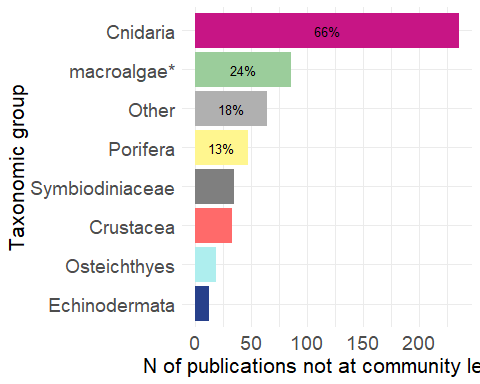 Cnidaria
66%
macroalgae*
24%
Other
18%
Porifera
13%
Symbiodiniaceae
Crustacea
Osteichthyes
Echinodermata
Taxonomic group
0 50 100 150 200
N of publications not at community le